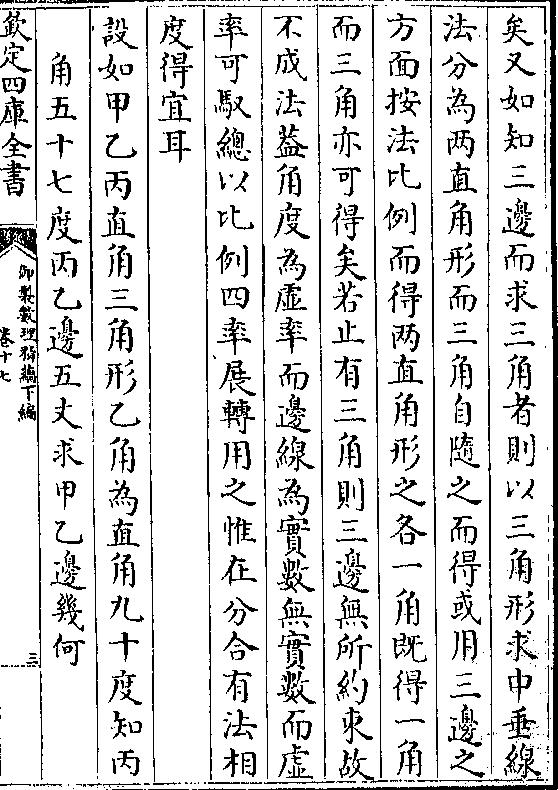 矣又如知三邊而求三角者則以三角形求中垂線
法分為两直角形而三角自隨之而得或用三邊之
方面按法比例而得两直角形之各一角既得一角
而三角亦可得矣若止有三角則三邊無所約束故
不成法葢角度為虚率而邊線為實數無實數而虚
率可馭總以比例四率展轉用之惟在分合有法相
度得宜耳
設如甲乙丙直角三角形乙角為直角九十度知丙
角五十七度丙乙邊五丈求甲乙邊幾何
欽定四庫全書
御製數理精藴下編
卷十七
三